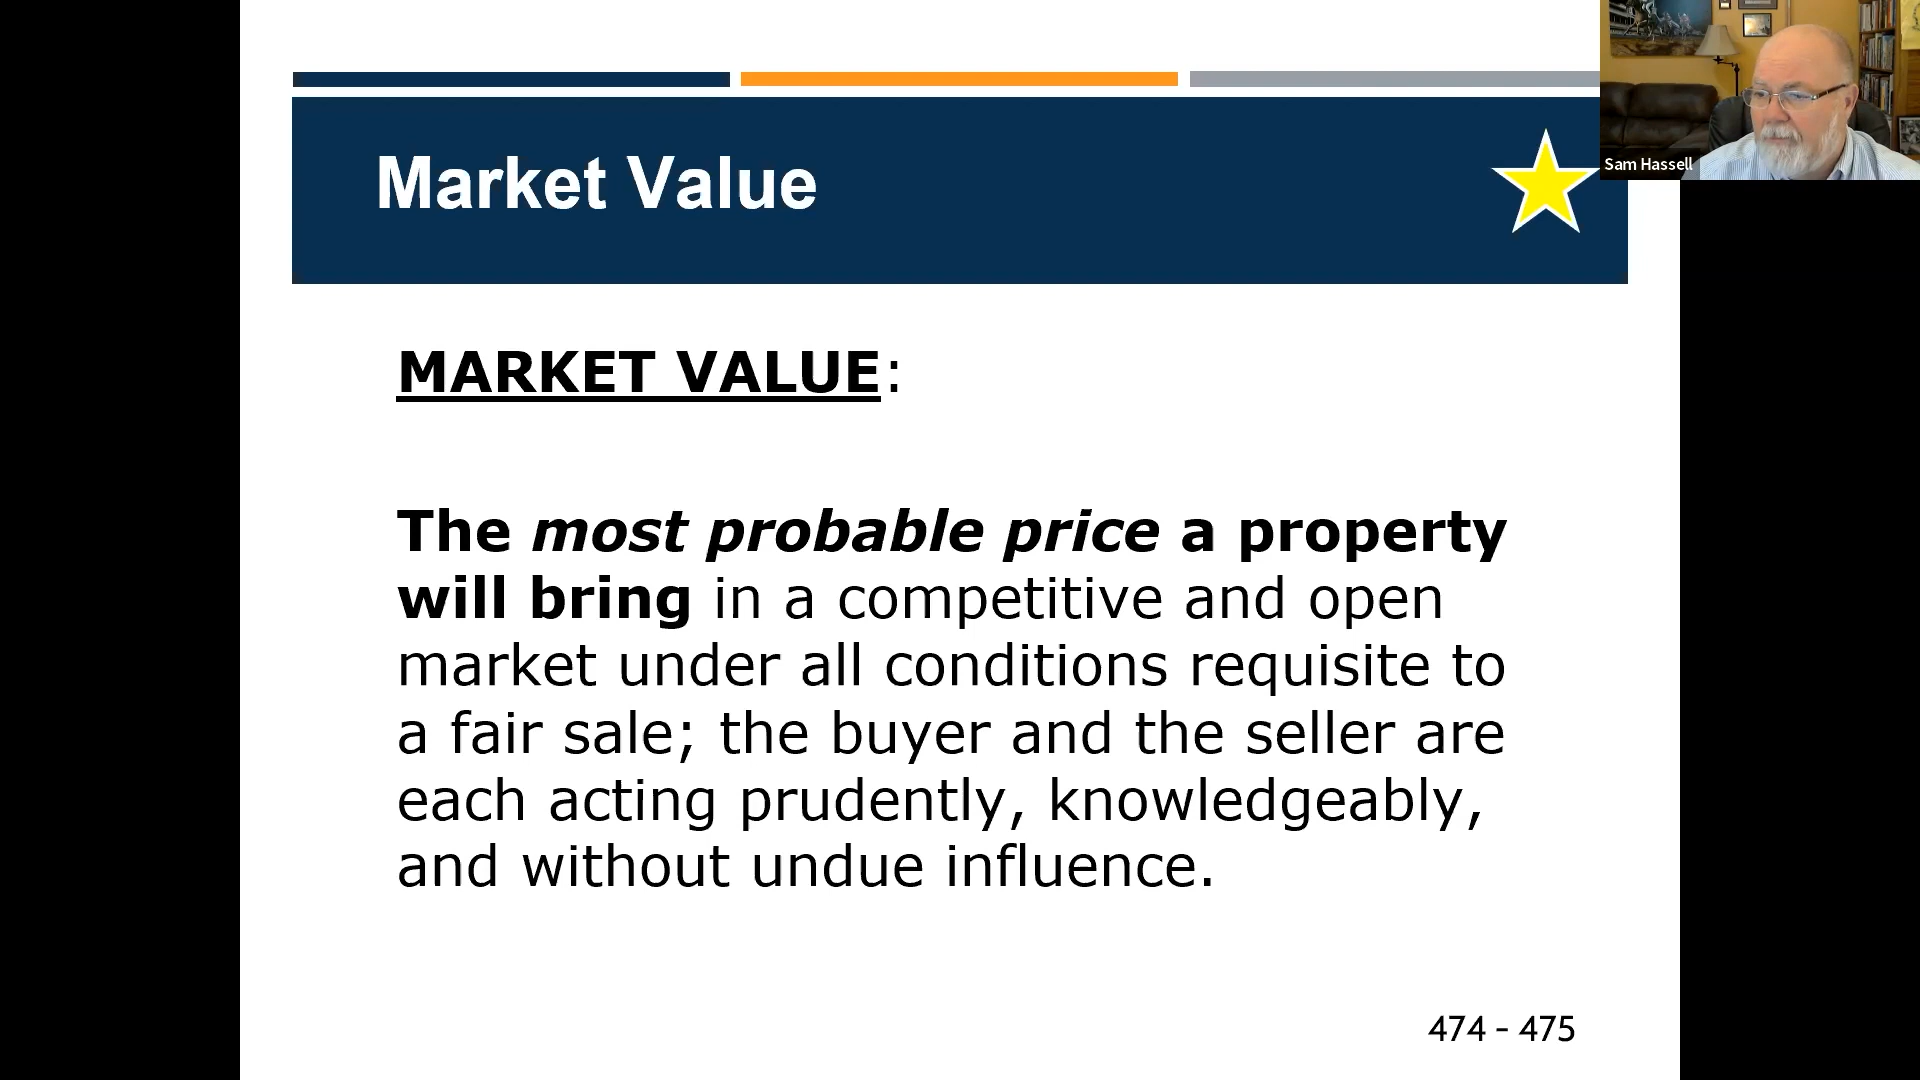 Market Value
Sam Hassell
MARKET VALUE:
The most probable price a property
will bring in a competitive and open
market under all conditions requisite to
a fair sale; the buyer and the seller are
each acting prudently, knowledgeably,
and without undue influence.
474 - 475